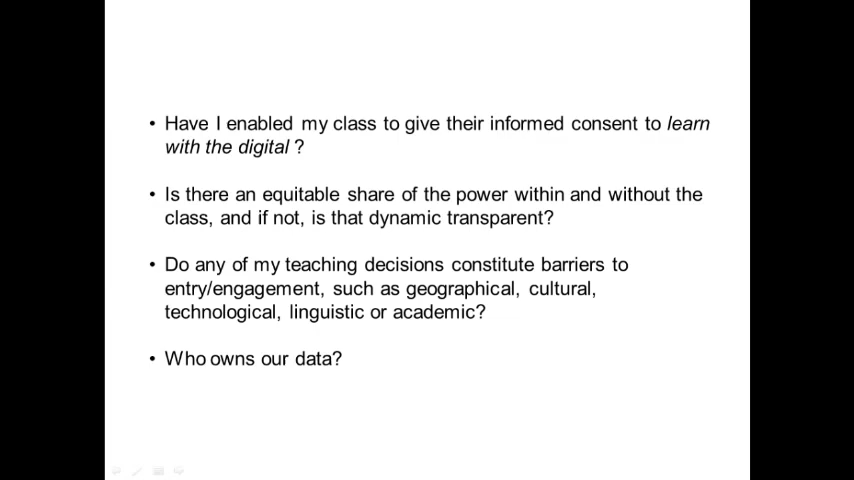 • Have I enabled my class to give their informed consent to learn
with the digital ?
• Is there an equitable share of the power within and without the
class, and if not, is that dynamic transparent?
• Do any of my teaching decisions constitute barriers to
entry/engagement, such as geographical, cultural,
technological, linguistic or academic?
• Who owns our data?